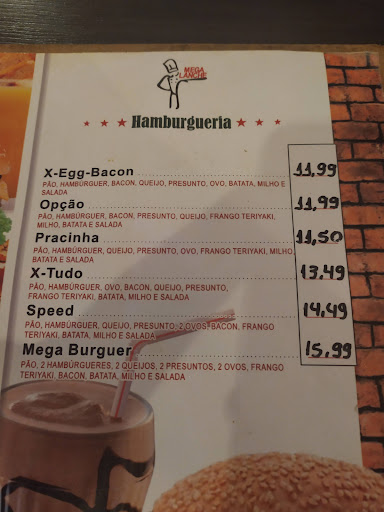 MEGA
LANCHE
Hamburgueria
X-Egg-Bacon 11,99
PÃO, HAMBÚRGUER, BACON, QUEIJO, PRESUNTO, OVO, BATATA, MILHO E
SALADA
Opção 11,99
PÃO, HAMBÚRGUER, BACON, PRESUNTO, QUEIJO, FRANGO TERIYAKI,
MILHO, BATATA E SALADA
Pracinha 11,50
PÃO, HAMBÚRGUER, QUEIJO, PRESUNTO, OVO, FRANGO TERIYAKI, MILHO,
BATATA E SALADA
X-Tudo 13,49
PÃO, HAMBÚRGUER, OVO, BACON, QUEIJO, PRESUNTO,
FRANGO TERIYAKI, BATATA, MILHO E SALADA
Speed 14,49
PÃO, HAMBÚRGUER, QUEIJO, PRESUNTO, 2 OVOS, BACON, FRANGO
TERIYAKI, BATATA, MILHO E SALADA
Mega Burguer 15,99
PÃO, 2 HAMBÚRGUERES, 2 QUEIJOS, 2 PRESUNTOS, 2 OVOS, FRANGO
TERIYAKI, BACON, BATATA, MILHO E SALADA